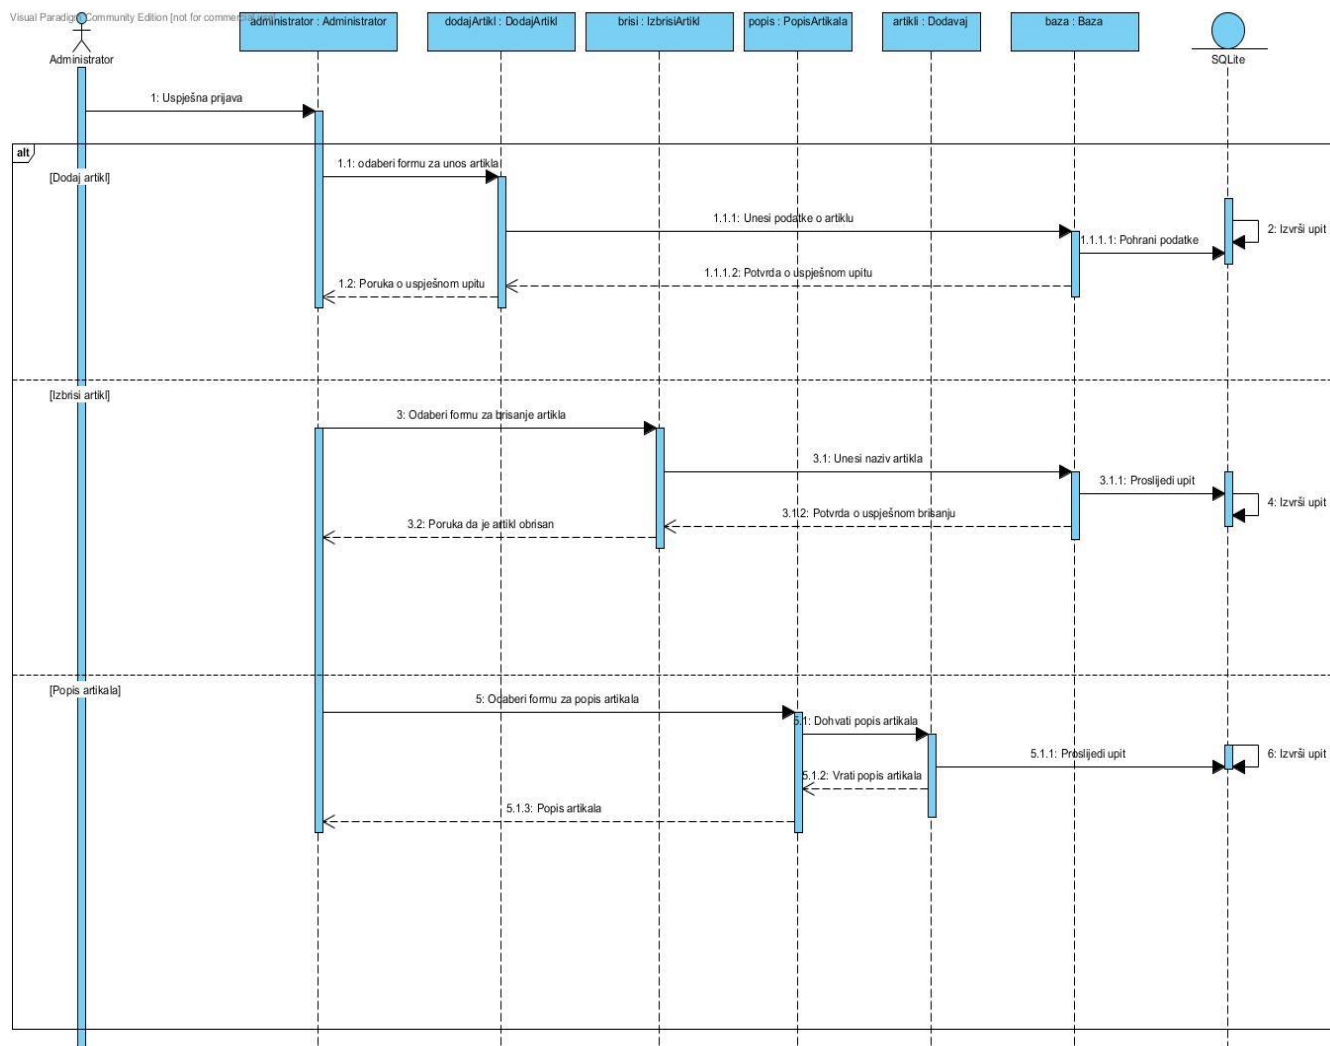 Visual Paradigm Community Edition [not for commercial use]
administrator : Administrator
dodajArtikl : DodajArtikl
brisi : IzbrisiArtikl
popis : PopisArtikala
artikli : Dodavaj
baza : Baza
Administrator
SQLite
1: Uspješna prijava
alt
1.1: odaberi formu za unos artikla
[Dodaj artikl]
1.1.1: Unesi podatke o artiklu
2: Izvrši upit
1.1.1.1: Pohrani podatke
1.1.1.2: Potvrda o uspješnom upitu
1.2: Poruka o uspješnom upitu
[Izbrisi artikl]
3: Odaberi formu za brisanje artikla
3.1: Unesi naziv artikla
3.1.1: Proslijedi upit
4: Izvrši upit
3.1.2: Potvrda o uspješnom brisanju
3.2: Poruka da je artikl obrisan
[Popis artikala]
5: Odaberi formu za popis artikala
5.1: Dohvati popis artikala
5.1.1: Proslijedi upit
6: Izvrši upit
5.1.2: Vrati popis artikala
5.1.3: Popis artikala